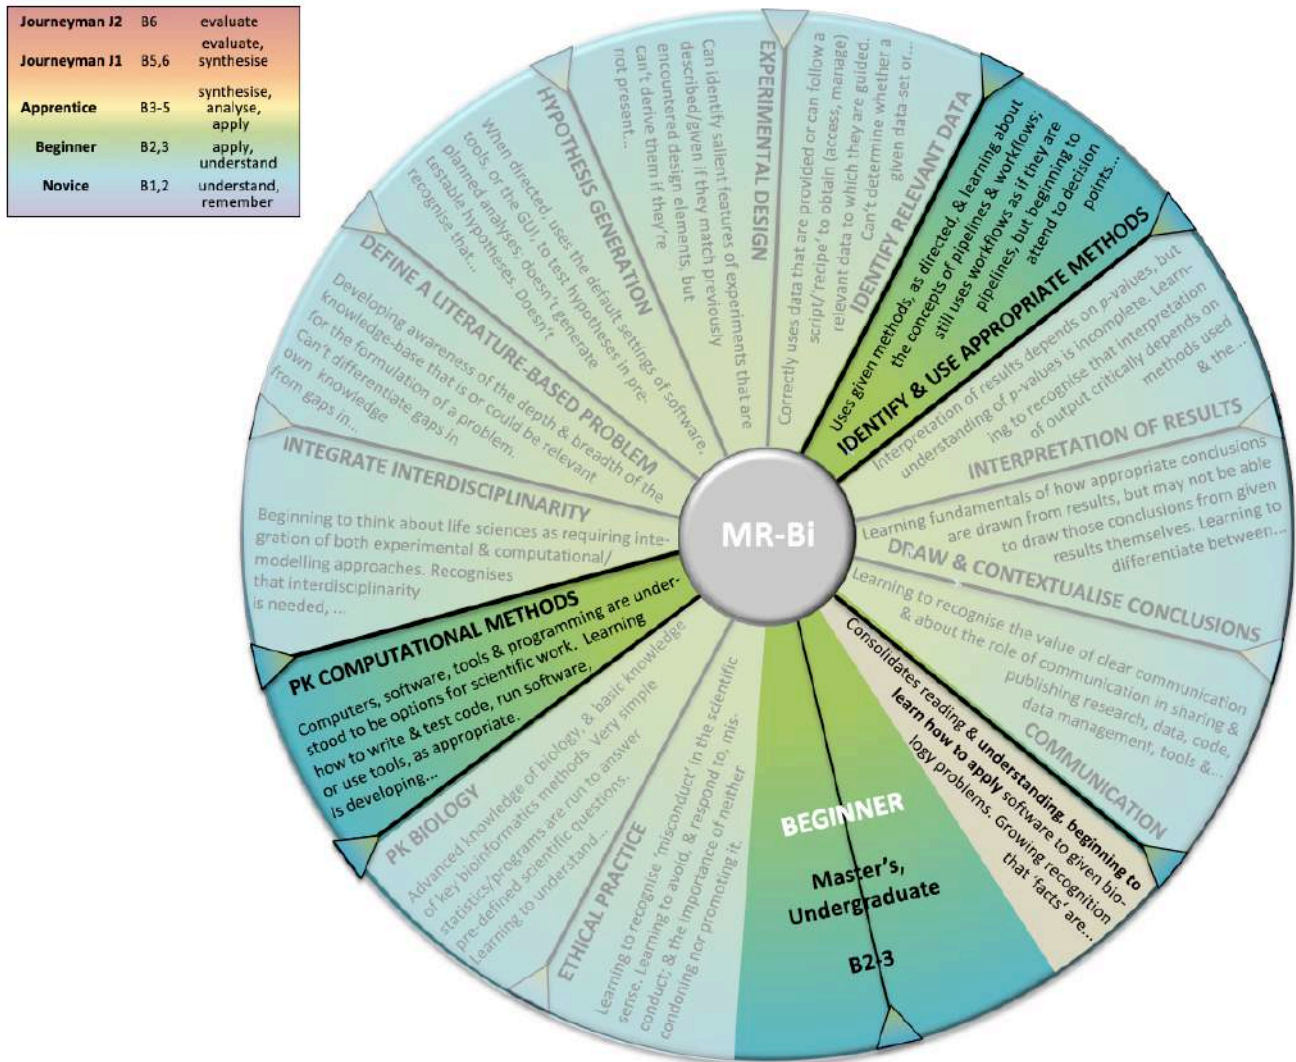 Journeyman J2 B6 evaluate
Journeyman J1 B5,6 evaluate,
synthesise
Apprentice B3-5 synthesise,
analyse,
apply
Beginner B2,3 apply,
understand
Novice B1,2 understand,
remember
MR-Bi
EXPERIMENTAL DESIGN
Can identify salient features of experiments that are
described/given if they match previously
encountered design elements, but
can't derive them if they're
not present...
Correctly uses data that are provided or can follow a
script/'recipe' to obtain (access, manage)
relevant data to which they are guided.
Can't determine whether a
given data-set or...
IDENTIFY RELEVANT DATA
Uses given methods, as directed, & learning about
the concepts of pipelines & workflows;
still uses workflows as if they are
pipelines, but beginning to
attend to decision
points...
IDENTIFY & USE APPROPRIATE METHODS
Interpretation of results depends on p-values, but
understanding of p-values is incomplete. Learn-
ing to recognise that interpretation
of output critically depends on
methods used
& the ...
INTERPRETATION OF RESULTS
Learning fundamentals of how appropriate conclusions
are drawn from results, but may not be able
to draw those conclusions from given
results themselves. Learning to
differentiate between...
DRAW & CONTEXTUALISE CONCLUSIONS
Learning to recognise the value of clear communication
& about the role of communication in sharing &
publishing research, data, code,
data management, tools &...
COMMUNICATION
Consolidates reading & understanding, beginning to
learn how to apply software to given bio-
logy problems. Growing recognition
that 'facts' are...
BEGINNER
Master's,
Undergraduate
B2-3
ETHICAL PRACTICE
Learning to recognise 'misconduct' in the scientific
sense. Learning to avoid, & respond to, mis-
conduct; & the importance of neither
condoning nor promoting it.
PK BIOLOGY
Advanced knowledge of biology, & basic knowledge
of key bioinformatics methods. Very simple
statistics/programs are run to answer
pre-defined scientific questions.
Learning to understand...
PK COMPUTATIONAL METHODS
Computers, software, tools & programming are under-
stood to be options for scientific work. Learning
how to write & test code, run software,
or use tools, as appropriate.
is developing...
INTEGRATE INTERDISCIPLINARITY
Beginning to think about life sciences as requiring inte-
gration of both experimental & computational/
modelling approaches. Recognises
that interdisciplinarity
is needed, ...
DEFINE A LITERATURE-BASED PROBLEM
Developing awareness of the depth & breadth of the
knowledge-base that is or could be relevant
for the formulation of a problem.
Can't differentiate gaps in
own knowledge
from gaps in...
HYPOTHESIS GENERATION
When directed, uses the default settings of software,
tools, or the GUI, to test hypotheses in pre-
planned analyses; doesn't generate
testable hypotheses. Doesn't
recognise that...